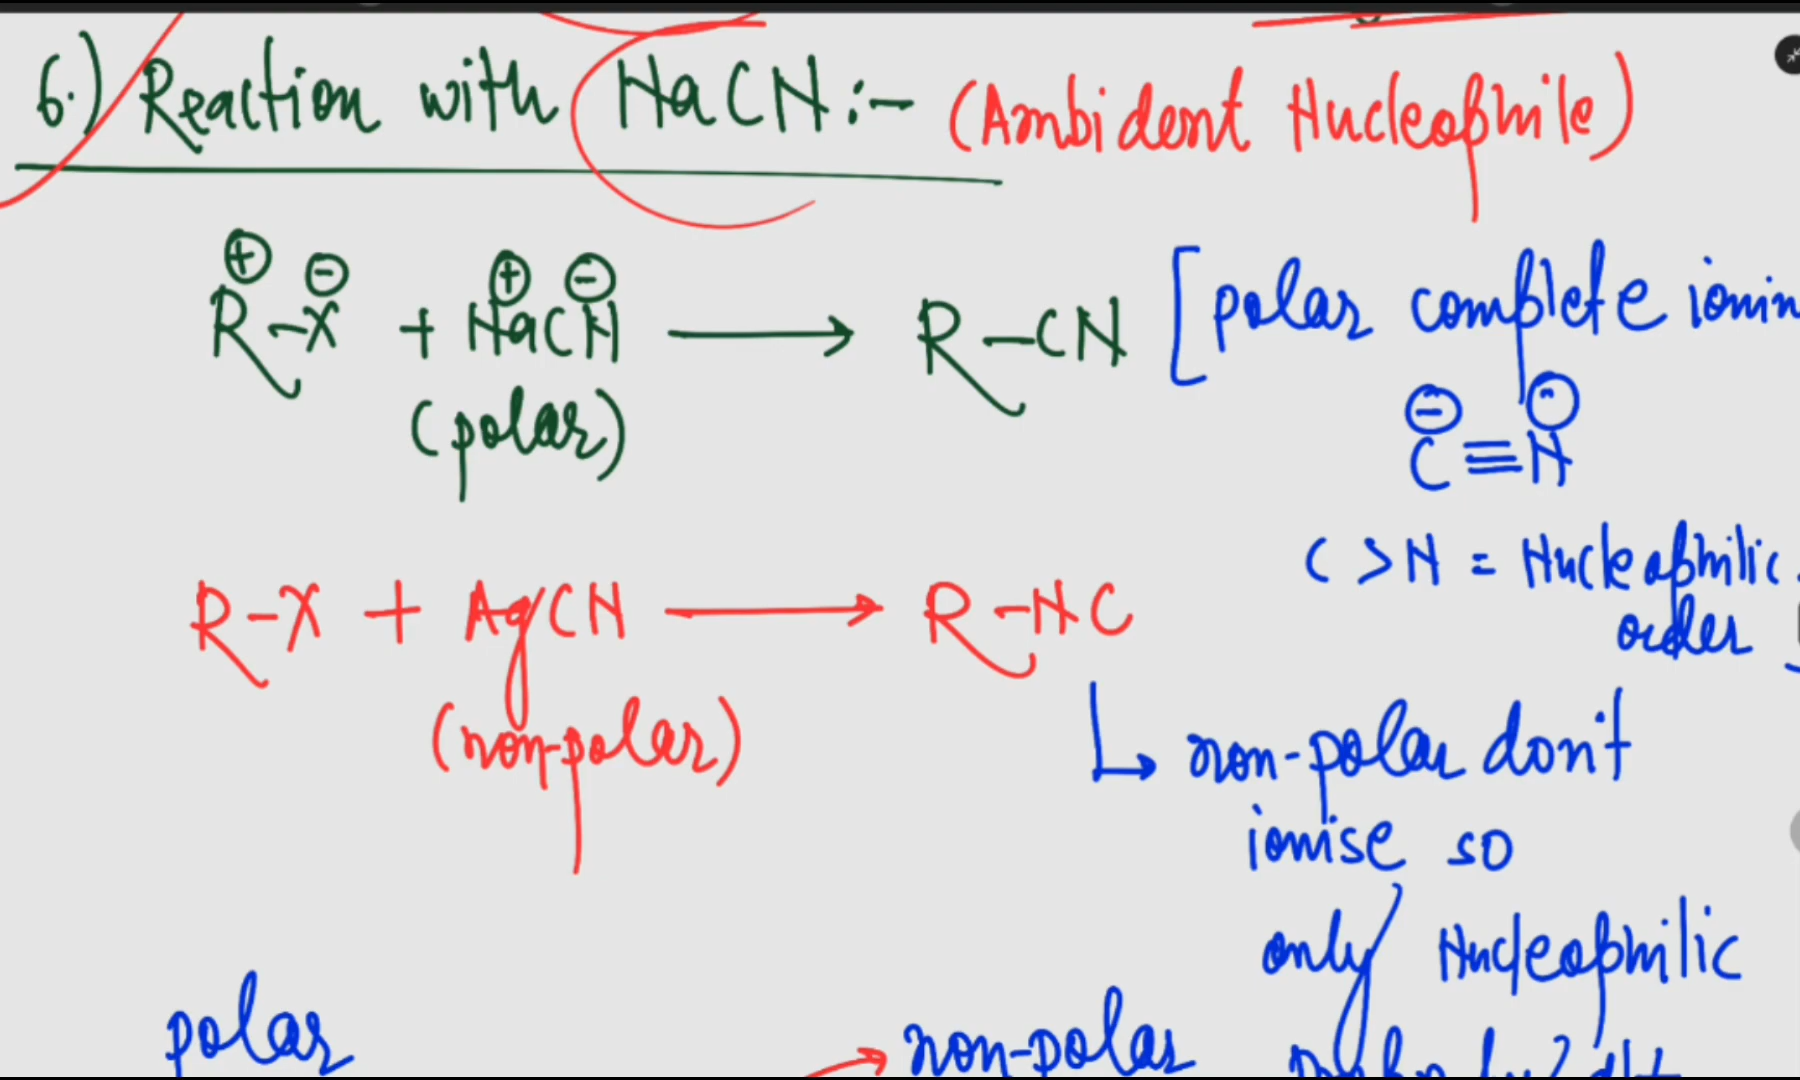 6.) Reaction with NaCN :- (Ambident Nucleophile)
⊕ ⊖ ⊕ ⊖
R-X + NaCN ⟶ R-CN [polar complete ionin
(polar)
⊖ ⊖
C≡N
C > N = Nucleophilic
order ]
R-X + AgCN ⟶ R-NC
(non-polar)
↳ non-polar don't
ionise so
only Nucleophilic
polar
non-polar